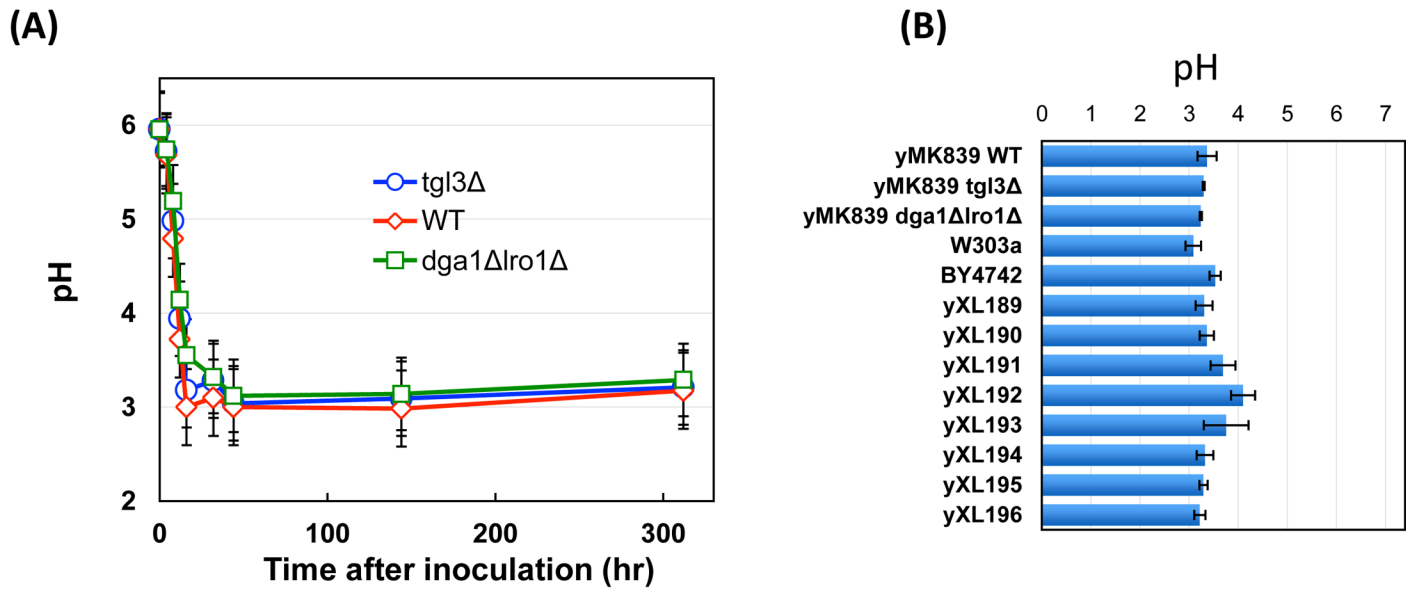 (A)
6
5
4
3
2
pH
0
100
200
300
Time after inoculation (hr)
tgl3Δ
WT
dga1Δlro1Δ
(B)
pH
0 1 2 3 4 5 6 7
yMK839 WT
yMK839 tgl3Δ
yMK839 dga1Δlro1Δ
W303a
BY4742
yXL189
yXL190
yXL191
yXL192
yXL193
yXL194
yXL195
yXL196